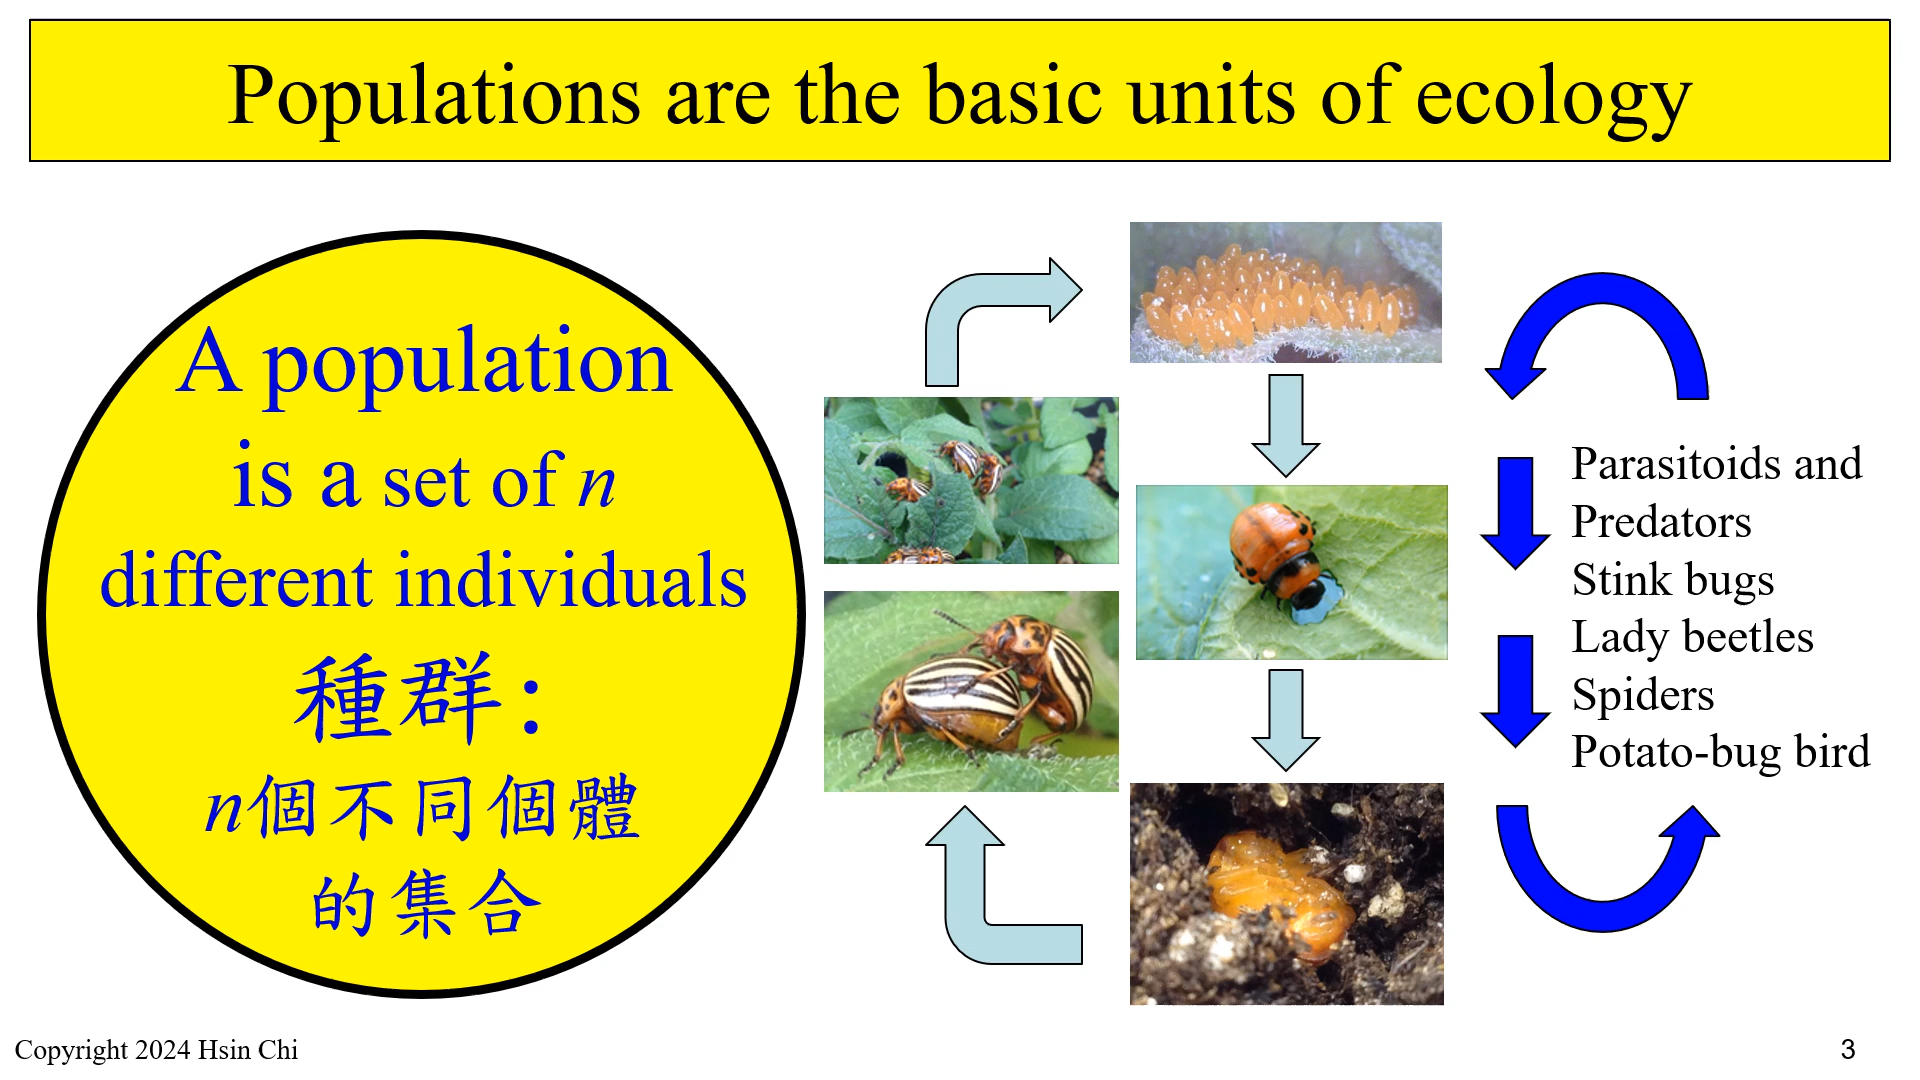 Populations are the basic units of ecology
A population
is a set of n
different individuals
種群：
n個不同個體
的集合
Parasitoids and
Predators
Stink bugs
Lady beetles
Spiders
Potato-bug bird
Copyright 2024 Hsin Chi
3